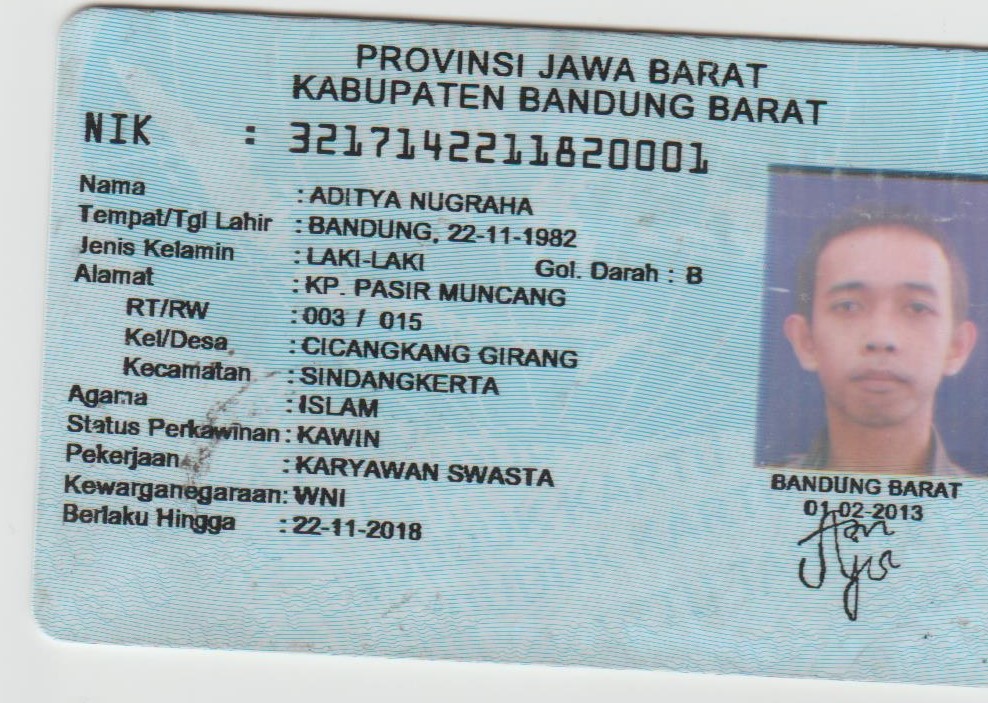 PROVINSI JAWA BARAT
KABUPATEN BANDUNG BARAT
NIK : 3217142211820001
Nama : ADITYA NUGRAHA
Tempat/Tgl Lahir : BANDUNG, 22-11-1982
Jenis Kelamin : LAKI-LAKI Gol. Darah : B
Alamat : KP. PASIR MUNCANG
RT/RW : 003 / 015
Kel/Desa : CICANGKANG GIRANG
Kecamatan : SINDANGKERTA
Agama : ISLAM
Status Perkawinan : KAWIN
Pekerjaan : KARYAWAN SWASTA
Kewarganegaraan : WNI
Berlaku Hingga : 22-11-2018
BANDUNG BARAT
01-02-2013